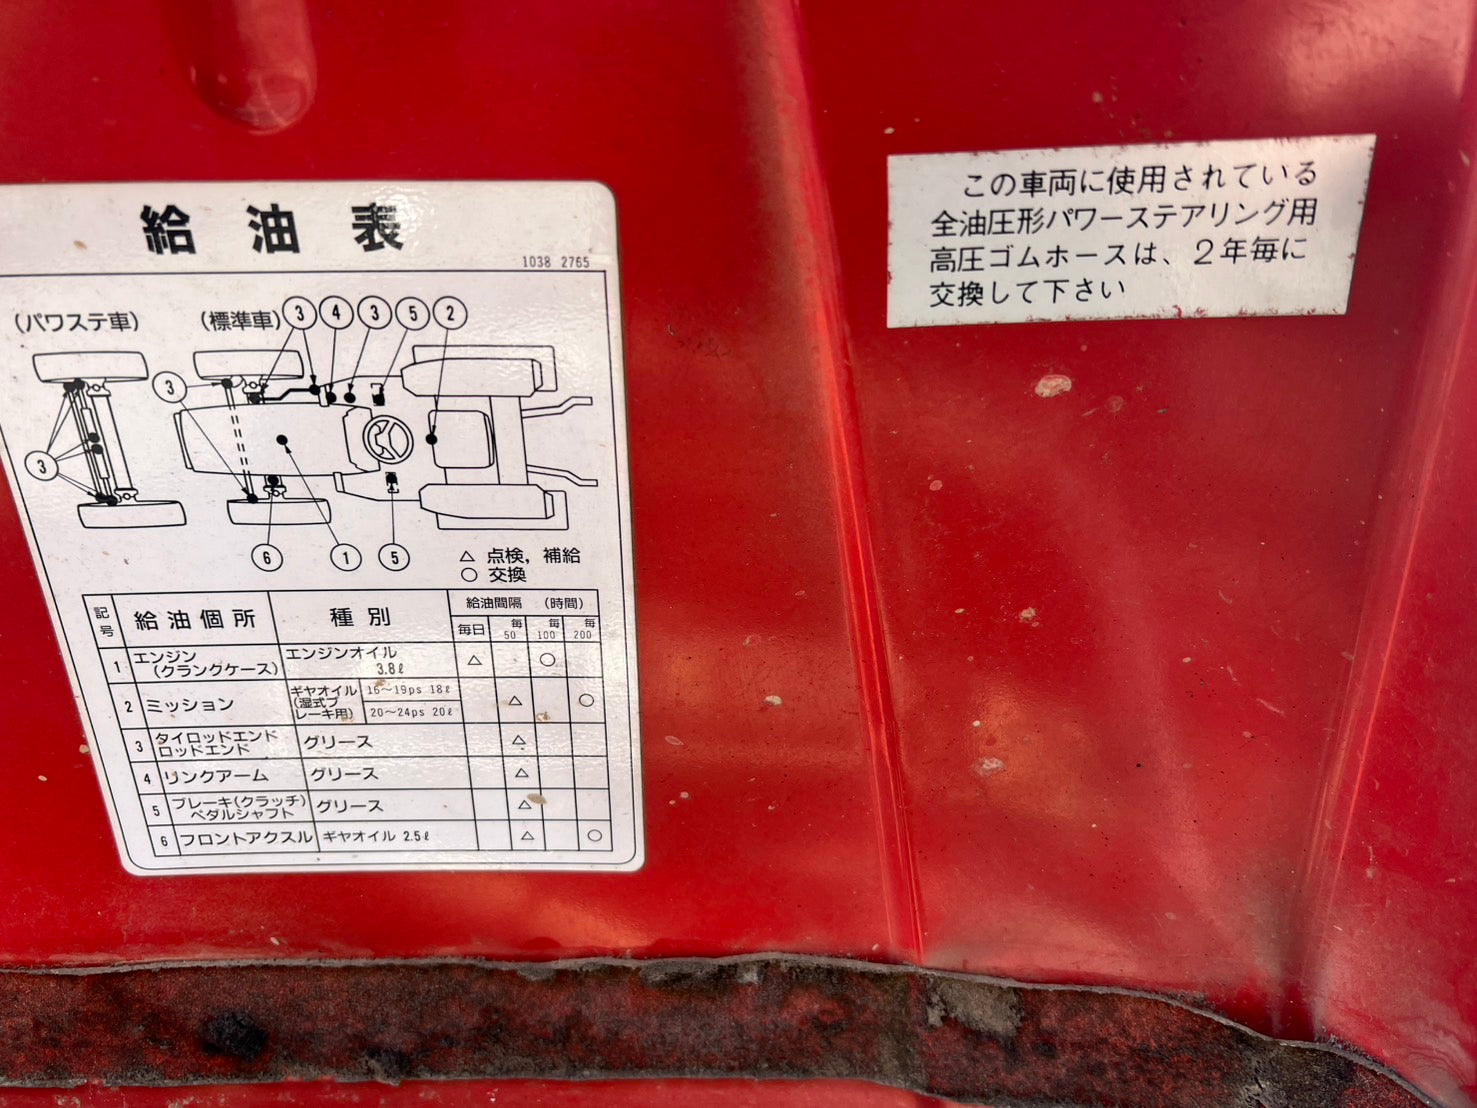 給油表
1038 2765
(パワステ車)
(標準車)
3 4 3 5 2
3
3
6 1 5
△ 点検，補給
○ 交換
記号 給油個所 種別 給油間隔 (時間)
毎日 毎50 毎100 毎200
1 エンジン(クラングケース) エンジンオイル 3.8ℓ △ ○
2 ミッション ギヤオイル(湿式ブレーキ用) 16〜19ps 18ℓ 20〜24ps 20ℓ △ ○
3 タイロッドエンド ロッドエンド グリース △
4 リンクアーム グリース △
5 ブレーキ(クラッチ)ペダルシャフト グリース △
6 フロントアクスル ギヤオイル 2.5ℓ △ ○
この車両に使用されている
全油圧形パワーステアリング用
高圧ゴムホースは、２年毎に
交換して下さい